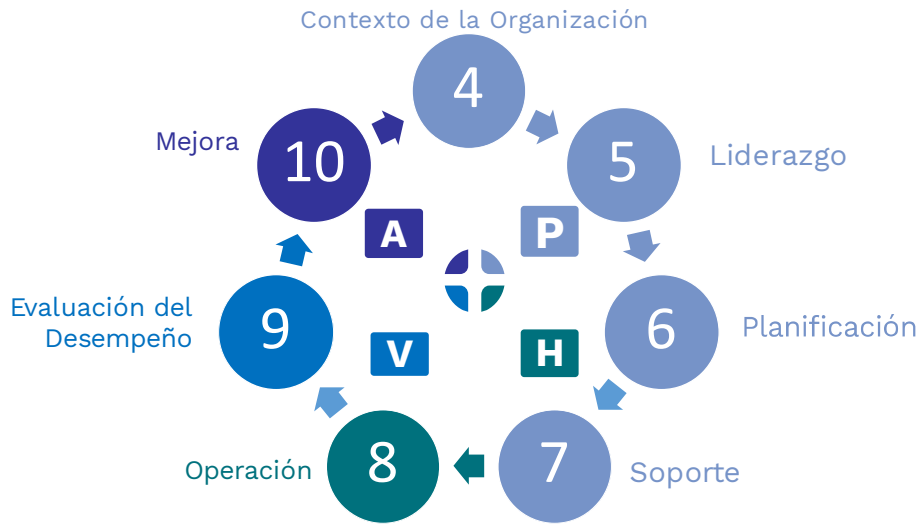 Contexto de la Organización
4
5
Liderazgo
6
Planificación
7
Soporte
8
Operación
9
Evaluación del
Desempeño
10
Mejora
A
P
V
H